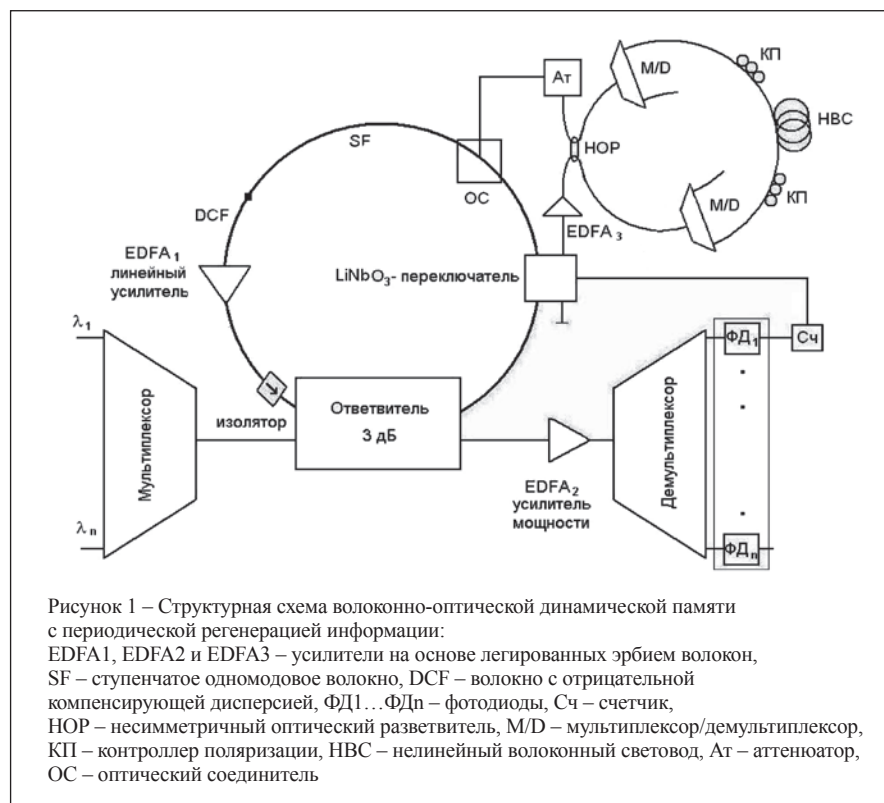 КП
М/D
Ат
НВС
SF
НОР
ОС
КП
DCF
М/D
EDFA 3
EDFA1
линейный
усилитель
LiNbO3- переключатель
λ1
ФД1
Сч
Мультиплексор
изолятор
Ответвитель
3 дБ
Демультиплексор
EDFA2
усилитель
мощности
λn
ФДn
Рисунок 1 – Структурная схема волоконно-оптической динамической памяти
с периодической регенерацией информации:
EDFA1, EDFA2 и EDFA3 – усилители на основе легированных эрбием волокон,
SF – ступенчатое одномодовое волокно, DCF – волокно с отрицательной
компенсирующей дисперсией, ФД1…ФДn – фотодиоды, Сч – счетчик,
НОР – несимметричный оптический разветвитель, M/D – мультиплексор/демультиплексор,
КП – контроллер поляризации, НВС – нелинейный волоконный световод, Ат – аттенюатор,
ОС – оптический соединитель